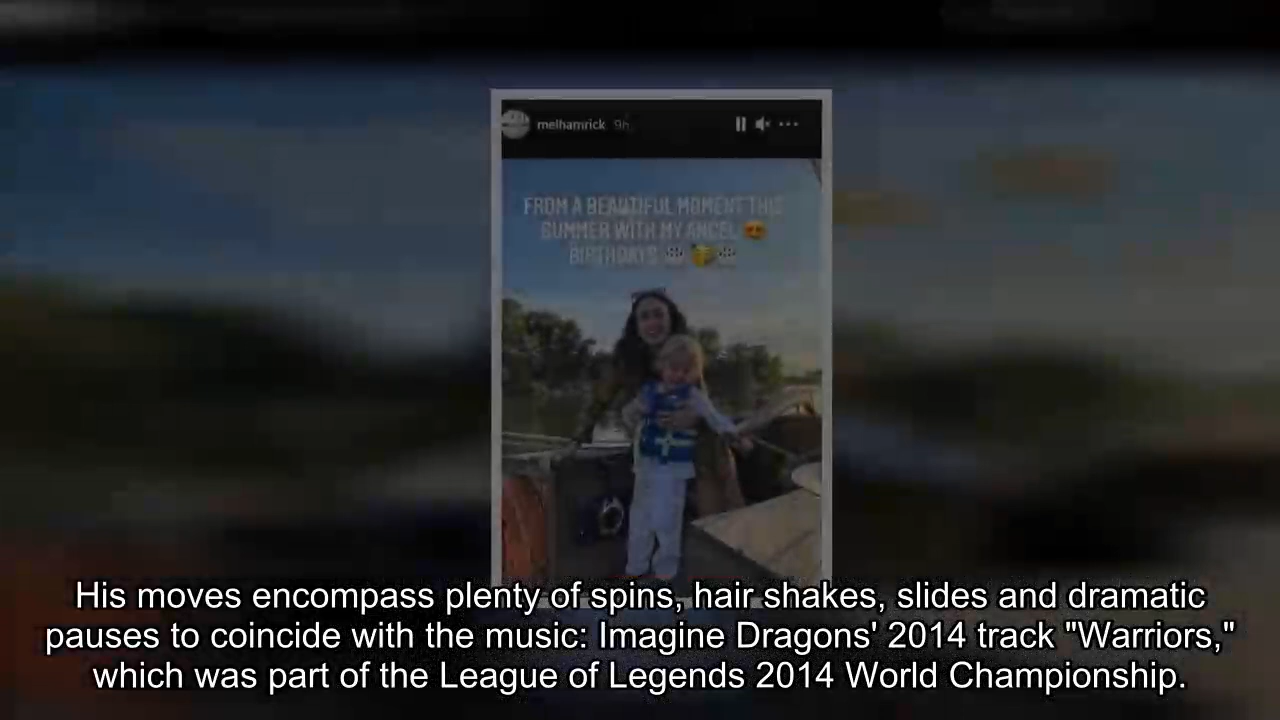 melhamrick 9h
FROM A BEAUTIFUL MOMENT THIS
SUMMER WITH MY ANGEL 😍
BIRTHDAYS
His moves encompass plenty of spins, hair shakes, slides and dramatic
pauses to coincide with the music: Imagine Dragons' 2014 track "Warriors,"
which was part of the League of Legends 2014 World Championship.